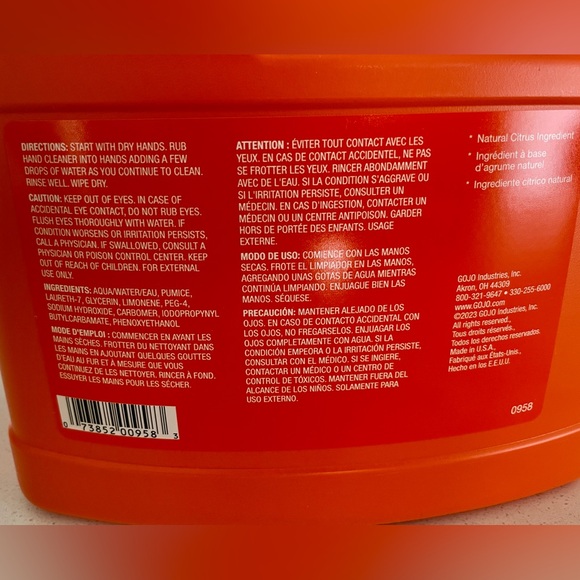 DIRECTIONS: START WITH DRY HANDS. RUB
HAND CLEANER INTO HANDS ADDING A FEW
DROPS OF WATER AS YOU CONTINUE TO CLEAN.
RINSE WELL. WIPE DRY.
CAUTION: KEEP OUT OF EYES. IN CASE OF
ACCIDENTAL EYE CONTACT, DO NOT RUB EYES.
FLUSH EYES THOROUGHLY WITH WATER. IF
CONDITION WORSENS OR IRRITATION PERSISTS,
CALL A PHYSICIAN. IF SWALLOWED, CONSULT A
PHYSICIAN OR POISON CONTROL CENTER. KEEP
OUT OF REACH OF CHILDREN. FOR EXTERNAL
USE ONLY.
INGREDIENTS: AQUA/WATER/EAU, PUMICE,
LAURETH-7, GLYCERIN, LIMONENE, PEG-4,
SODIUM HYDROXIDE, CARBOMER, IODOPROPYNYL
BUTYLCARBAMATE, PHENOXYETHANOL
MODE D'EMPLOI : COMMENCER EN AYANT LES
MAINS SÈCHES. FROTTER DU NETTOYANT DANS
LES MAINS EN AJOUTANT QUELQUES GOUTTES
D'EAU AU FUR ET À MESURE QUE VOUS
CONTINUEZ DE LES NETTOYER. RINCER À FOND.
ESSUYER LES MAINS POUR LES SÉCHER.
0 73852 00958 3
ATTENTION : ÉVITER TOUT CONTACT AVEC LES
YEUX. EN CAS DE CONTACT ACCIDENTEL, NE PAS
SE FROTTER LES YEUX. RINCER ABONDAMMENT
AVEC DE L'EAU. SI LA CONDITION S'AGGRAVE OU
SI L'IRRITATION PERSISTE, CONSULTER UN
MÉDECIN. EN CAS D'INGESTION, CONTACTER UN
MÉDECIN OU UN CENTRE ANTIPOISON. GARDER
HORS DE PORTÉE DES ENFANTS. USAGE
EXTERNE.
MODO DE USO: COMIENCE CON LAS MANOS
SECAS. FROTE EL LIMPIADOR EN LAS MANOS,
AGREGANDO UNAS GOTAS DE AGUA MIENTRAS
CONTINÚA LIMPIANDO. ENJUAGUE BIEN LAS
MANOS. SÉQUESE.
PRECAUCIÓN: MANTENER ALEJADO DE LOS
OJOS. EN CASO DE CONTACTO ACCIDENTAL CON
LOS OJOS, NO FREGÁRSELOS. ENJUAGAR LOS
OJOS COMPLETAMENTE CON AGUA. SI LA
CONDICIÓN EMPEORA O LA IRRITACIÓN PERSISTE,
CONSULTAR CON EL MÉDICO. SI SE INGIERE,
CONTACTAR UN MÉDICO O UN CENTRO DE
CONTROL DE TÓXICOS. MANTENER FUERA DEL
ALCANCE DE LOS NIÑOS. SOLAMENTE PARA
USO EXTERNO.
* Natural Citrus Ingredient
* Ingrédient à base
d'agrume naturel
* Ingrediente cítrico natural
GOJO Industries, Inc.
Akron, OH 44309
800-321-9647 • 330-255-6000
www.GOJO.com
©2023 GOJO Industries, Inc.
All rights reserved.
Tous droits réservés.
Todos los derechos reservados.
Made in U.S.A.
Fabriqué aux États-Unis.
Hecho en los E.E.U.U.
0958